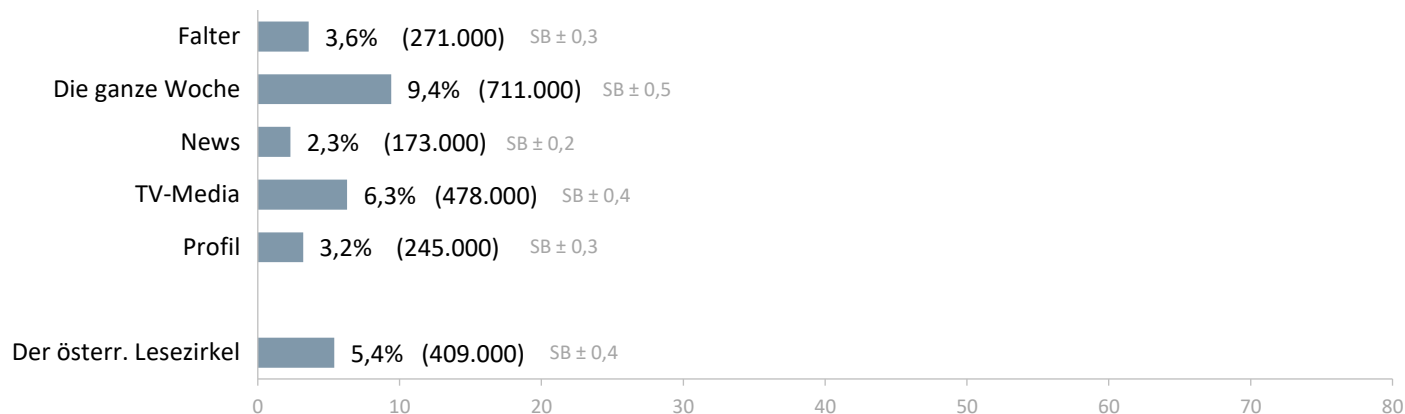 Falter 3,6% (271.000) SB ± 0,3
Die ganze Woche 9,4% (711.000) SB ± 0,5
News 2,3% (173.000) SB ± 0,2
TV-Media 6,3% (478.000) SB ± 0,4
Profil 3,2% (245.000) SB ± 0,3
Der österr. Lesezirkel 5,4% (409.000) SB ± 0,4
0 10 20 30 40 50 60 70 80